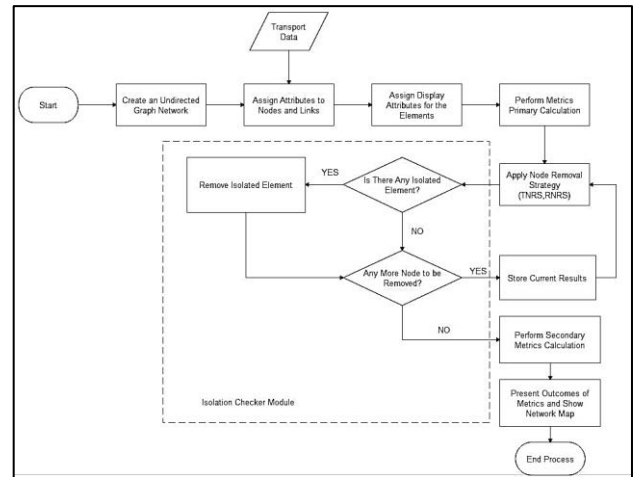 Transport
Data
Start
Create an Undirected
Graph Network
Assign Attributes to
Nodes and Links
Assign Display
Attributes for the
Elements
Perform Metrics
Primary Calculation
Remove Isolated Element
YES
Is There Any Isolated
Element?
Apply Node Removal
Strategy
(TNRS,RNRS)
NO
Any More Node to be
Removed?
YES
Store Current Results
NO
Perform Secondary
Metrics Calculation
Isolation Checker Module
Present Outcomes of
Metrics and Show
Network Map
End Process